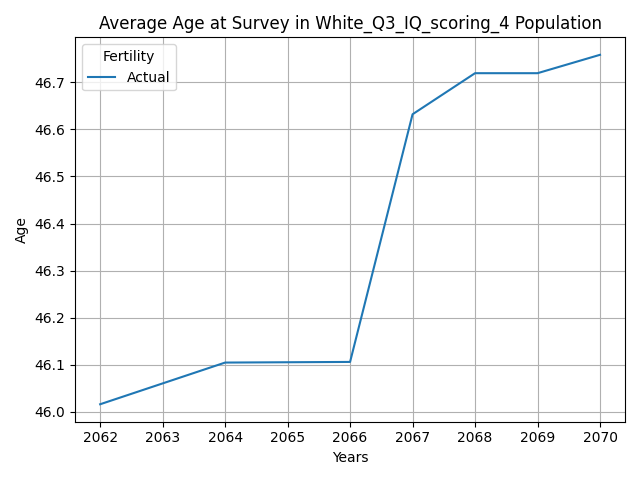 Average Age at Survey in White_Q3_IQ_scoring_4 Population
Fertility
Actual
46.7
46.6
46.5
46.4
46.3
46.2
46.1
46.0
Age
2062 2063 2064 2065 2066 2067 2068 2069 2070
Years